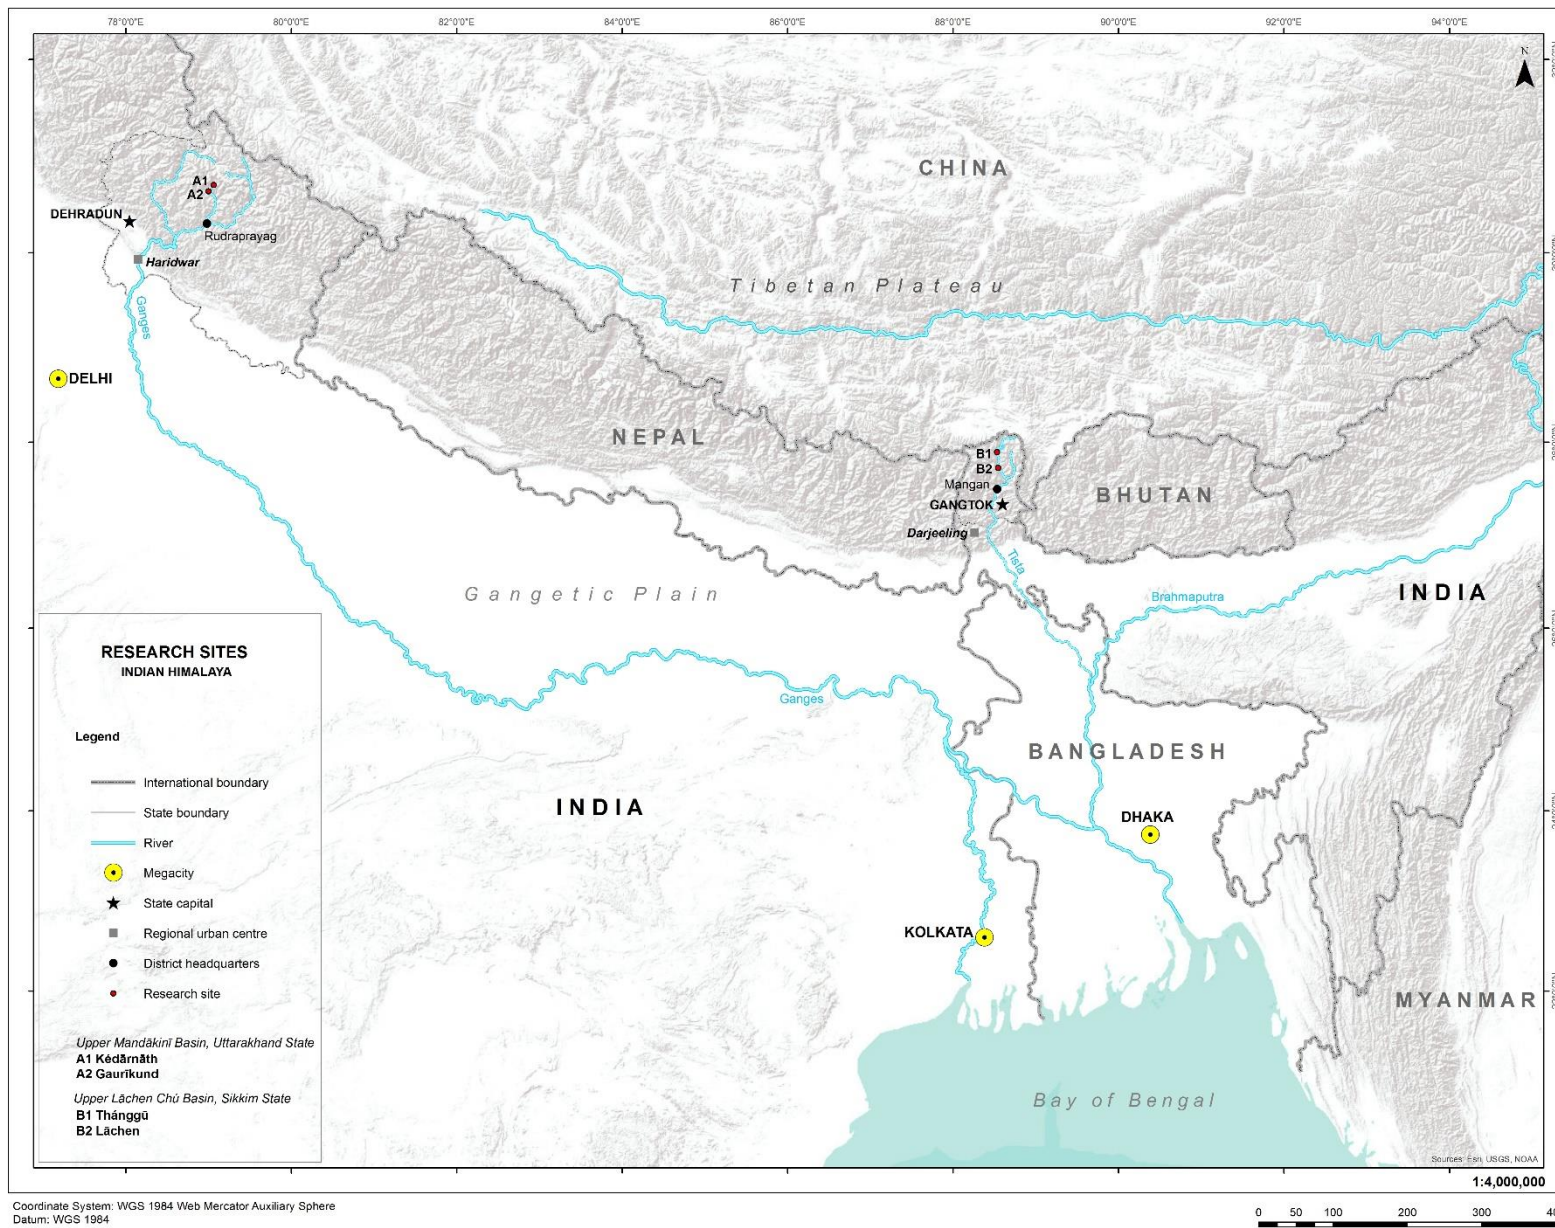 78°0'0"E
80°0'0"E
82°0'0"E
84°0'0"E
86°0'0"E
88°0'0"E
90°0'0"E
92°0'0"E
94°0'0"E
N
CHINA
A1
A2
DEHRADUN
Rudraprayag
Haridwar
Ganges
Tibetan Plateau
DELHI
NEPAL
B1
B2
Mangan
GANGTOK
BHUTAN
Darjeeling
Tista
Gangetic Plain
Brahmaputra
INDIA
RESEARCH SITES
INDIAN HIMALAYA
Ganges
Legend
BANGLADESH
International boundary
INDIA
State boundary
DHAKA
River
Megacity
State capital
KOLKATA
Regional urban centre
District headquarters
Research site
MYANMAR
Upper Mandākinī Basin, Uttarakhand State
A1 Kēdārnāth
A2 Gaurīkund
Upper Lāchen Chú Basin, Sikkim State
B1 Thánggū
B2 Lāchen
Bay of Bengal
Sources: Esri, USGS, NOAA
1:4,000,000
Coordinate System: WGS 1984 Web Mercator Auxiliary Sphere
Datum: WGS 1984
0 50 100 200 300